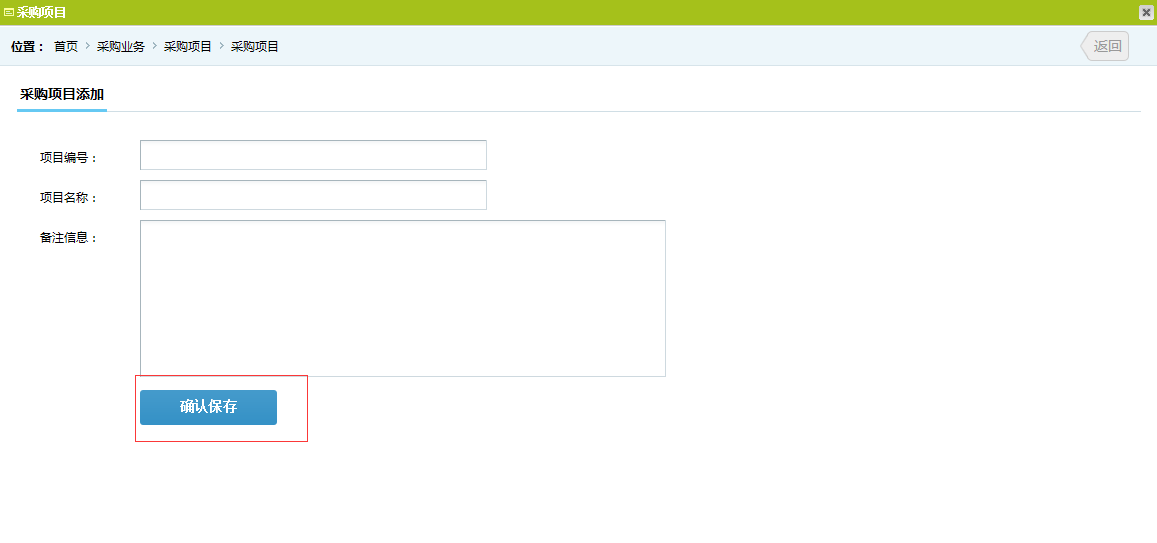 采购项目
位置： 首页 > 采购业务 > 采购项目 > 采购项目
返回
采购项目添加
项目编号：
项目名称：
备注信息：
确认保存